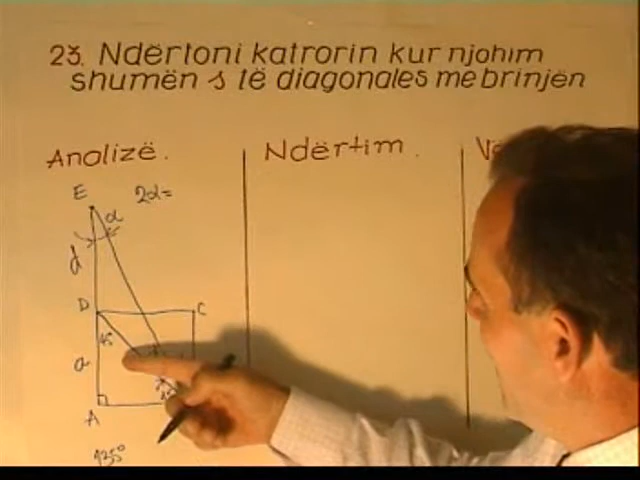 23. Ndërtoni katrorin kur njohim
shumën s të diagonales me brinjën
Analizë.
Ndërtim.
E
2α=
α
d
D
C
45°
a
A
135°